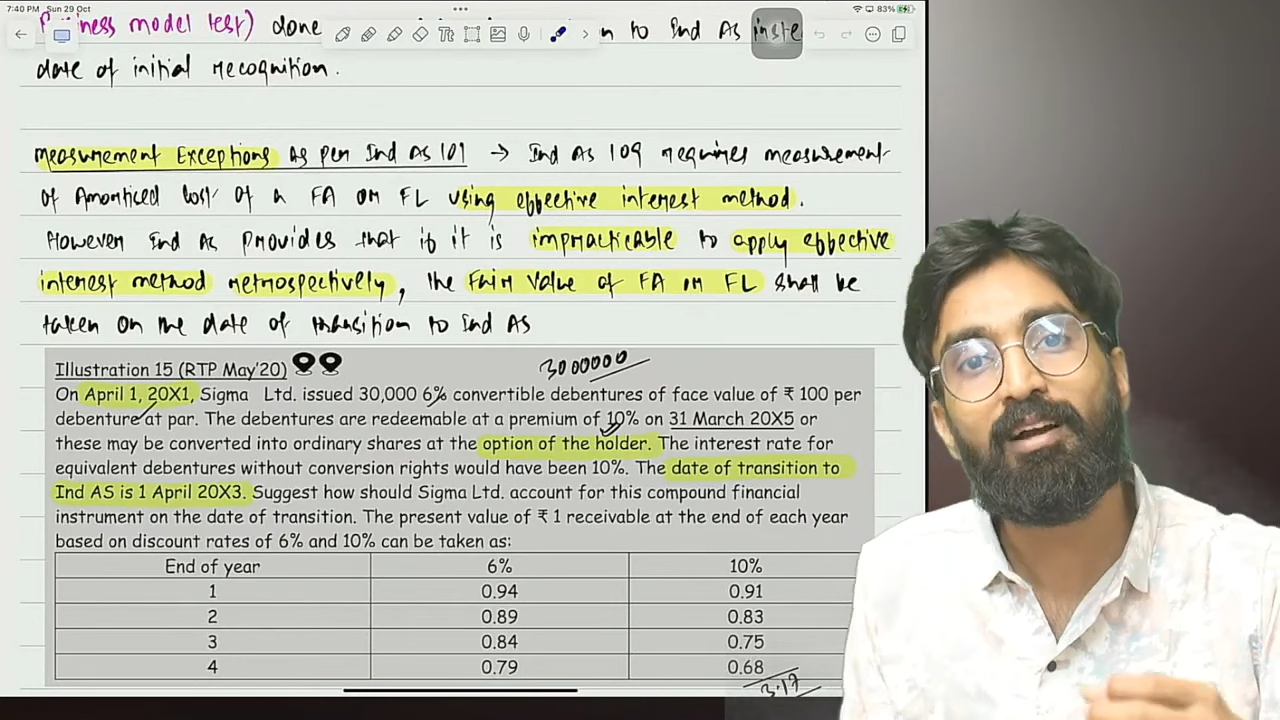 7:40 PM Sun 29 Oct
83%
iness model test) done n to Ind AS inste
date of initial recognition.
Measurement Exceptions as per Ind AS 101 → Ind AS 109 requires measurement
of Amortised cost of a FA or FL using effective interest method.
However Ind As provides that if it is impracticable to apply effective
interest method retrospectively, the Fair Value of FA or FL shall be
taken on the date of transition to Ind AS
Illustration 15 (RTP May'20)
3000000
On April 1, 20X1, Sigma Ltd. issued 30,000 6% convertible debentures of face value of ₹ 100 per
debenture at par. The debentures are redeemable at a premium of 10% on 31 March 20X5 or
these may be converted into ordinary shares at the option of the holder. The interest rate for
equivalent debentures without conversion rights would have been 10%. The date of transition to
Ind AS is 1 April 20X3. Suggest how should Sigma Ltd. account for this compound financial
instrument on the date of transition. The present value of ₹ 1 receivable at the end of each year
based on discount rates of 6% and 10% can be taken as:
End of year 6% 10%
1 0.94 0.91
2 0.89 0.83
3 0.84 0.75
4 0.79 0.68
3.17